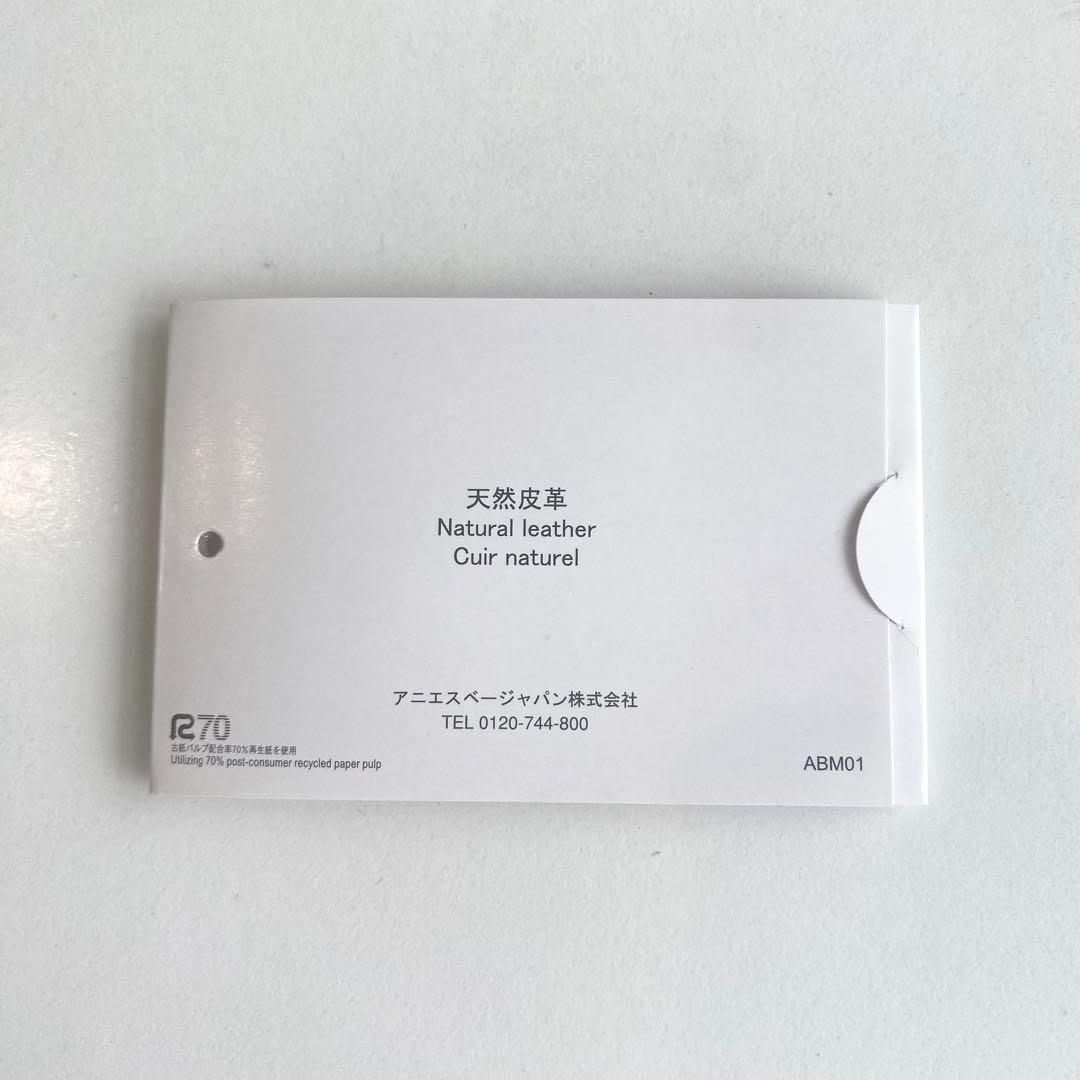 天然皮革
Natural leather
Cuir naturel
アニエスベージャパン株式会社
TEL 0120-744-800
R70
古紙パルプ配合率70%再生紙を使用
Utilizing 70% post-consumer recycled paper pulp
ABM01